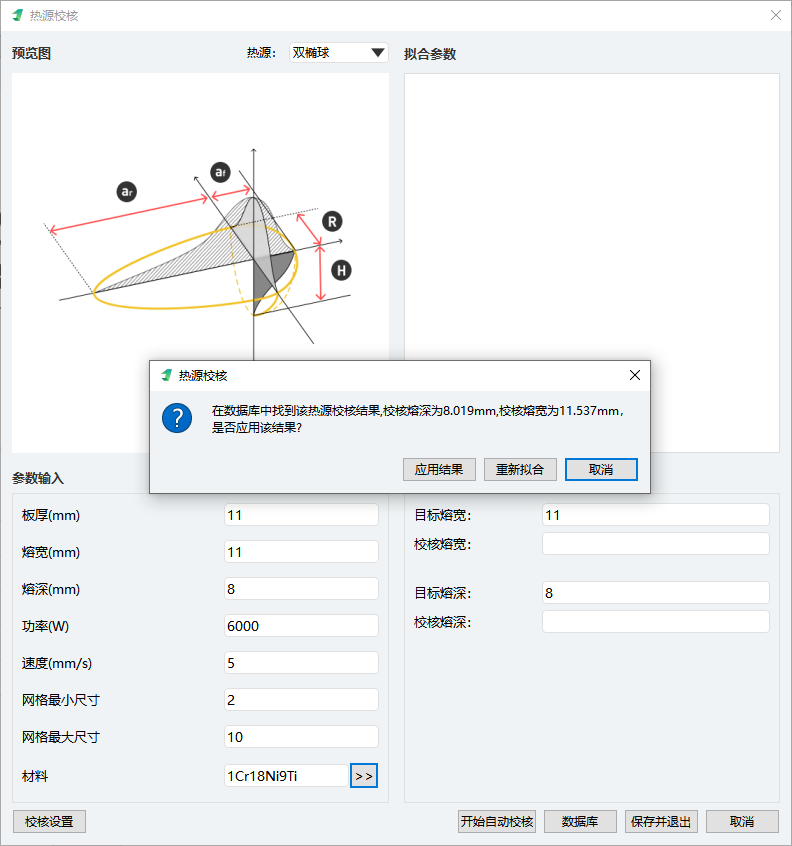 热源校核
预览图
热源:
双椭球
拟合参数
ar
af
R
H
热源校核
在数据库中找到该热源校核结果,校核熔深为8.019mm,校核熔宽为11.537mm,
是否应用该结果?
应用结果
重新拟合
取消
参数输入
板厚(mm)
11
熔宽(mm)
11
熔深(mm)
8
功率(W)
6000
速度(mm/s)
5
网格最小尺寸
2
网格最大尺寸
10
材料
1Cr18Ni9Ti
>>
目标熔宽:
11
校核熔宽:
目标熔深:
8
校核熔深:
校核设置
开始自动校核
数据库
保存并退出
取消